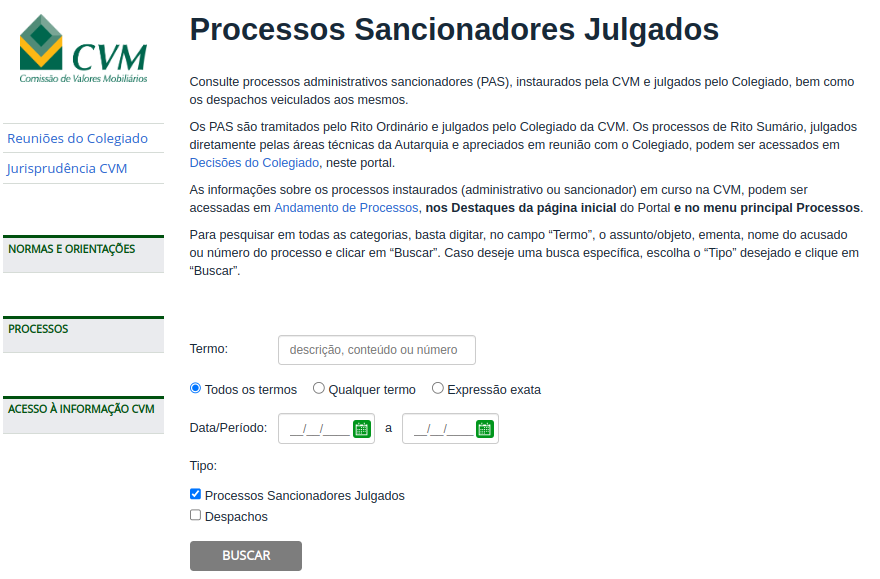 CVM
Comissão de Valores Mobiliários
Reuniões do Colegiado
Jurisprudência CVM
NORMAS E ORIENTAÇÕES
PROCESSOS
ACESSO À INFORMAÇÃO CVM
Processos Sancionadores Julgados
Consulte processos administrativos sancionadores (PAS), instaurados pela CVM e julgados pelo Colegiado, bem como
os despachos veiculados aos mesmos.
Os PAS são tramitados pelo Rito Ordinário e julgados pelo Colegiado da CVM. Os processos de Rito Sumário, julgados
diretamente pelas áreas técnicas da Autarquia e apreciados em reunião com o Colegiado, podem ser acessados em
Decisões do Colegiado, neste portal.
As informações sobre os processos instaurados (administrativo ou sancionador) em curso na CVM, podem ser
acessadas em Andamento de Processos, nos Destaques da página inicial do Portal e no menu principal Processos.
Para pesquisar em todas as categorias, basta digitar, no campo “Termo”, o assunto/objeto, ementa, nome do acusado
ou número do processo e clicar em “Buscar”. Caso deseje uma busca específica, escolha o “Tipo” desejado e clique em
“Buscar”.
Termo: descrição, conteúdo ou número
Todos os termos Qualquer termo Expressão exata
Data/Período: __/__/____ a __/__/____
Tipo:
Processos Sancionadores Julgados
Despachos
BUSCAR